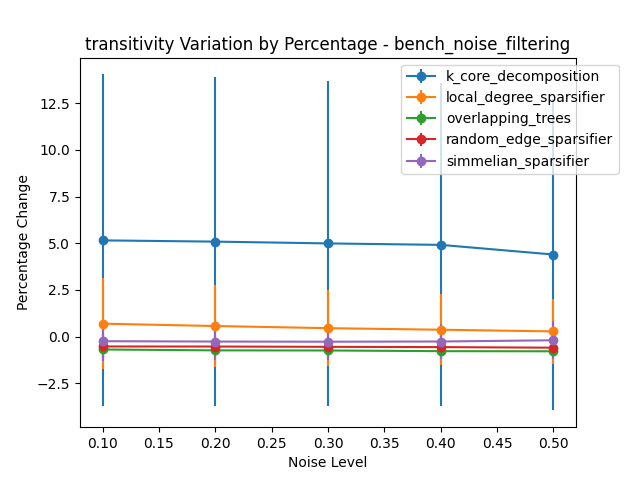 transitivity Variation by Percentage - bench_noise_filtering
k_core_decomposition
local_degree_sparsifier
overlapping_trees
random_edge_sparsifier
simmelian_sparsifier
Percentage Change
12.5
10.0
7.5
5.0
2.5
0.0
−2.5
0.10 0.15 0.20 0.25 0.30 0.35 0.40 0.45 0.50
Noise Level